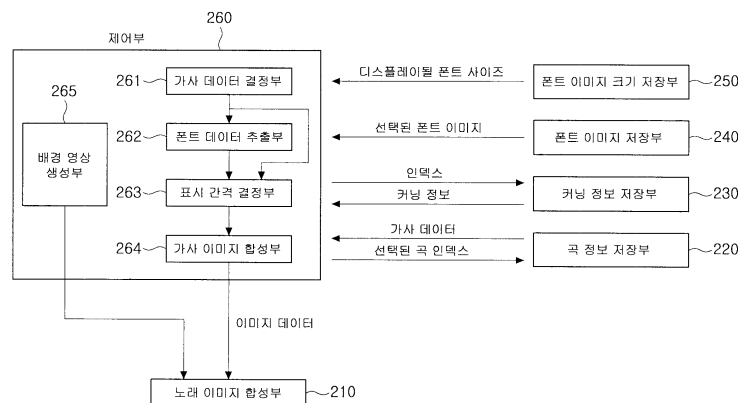 260
제어부
261
가사 데이터 결정부
디스플레이될 폰트 사이즈
폰트 이미지 크기 저장부
250
265
배경 영상
생성부
262
폰트 데이터 추출부
선택된 폰트 이미지
폰트 이미지 저장부
240
263
표시 간격 결정부
인덱스
커닝 정보
커닝 정보 저장부
230
264
가사 이미지 합성부
가사 데이터
선택된 곡 인덱스
곡 정보 저장부
220
이미지 데이터
노래 이미지 합성부
210